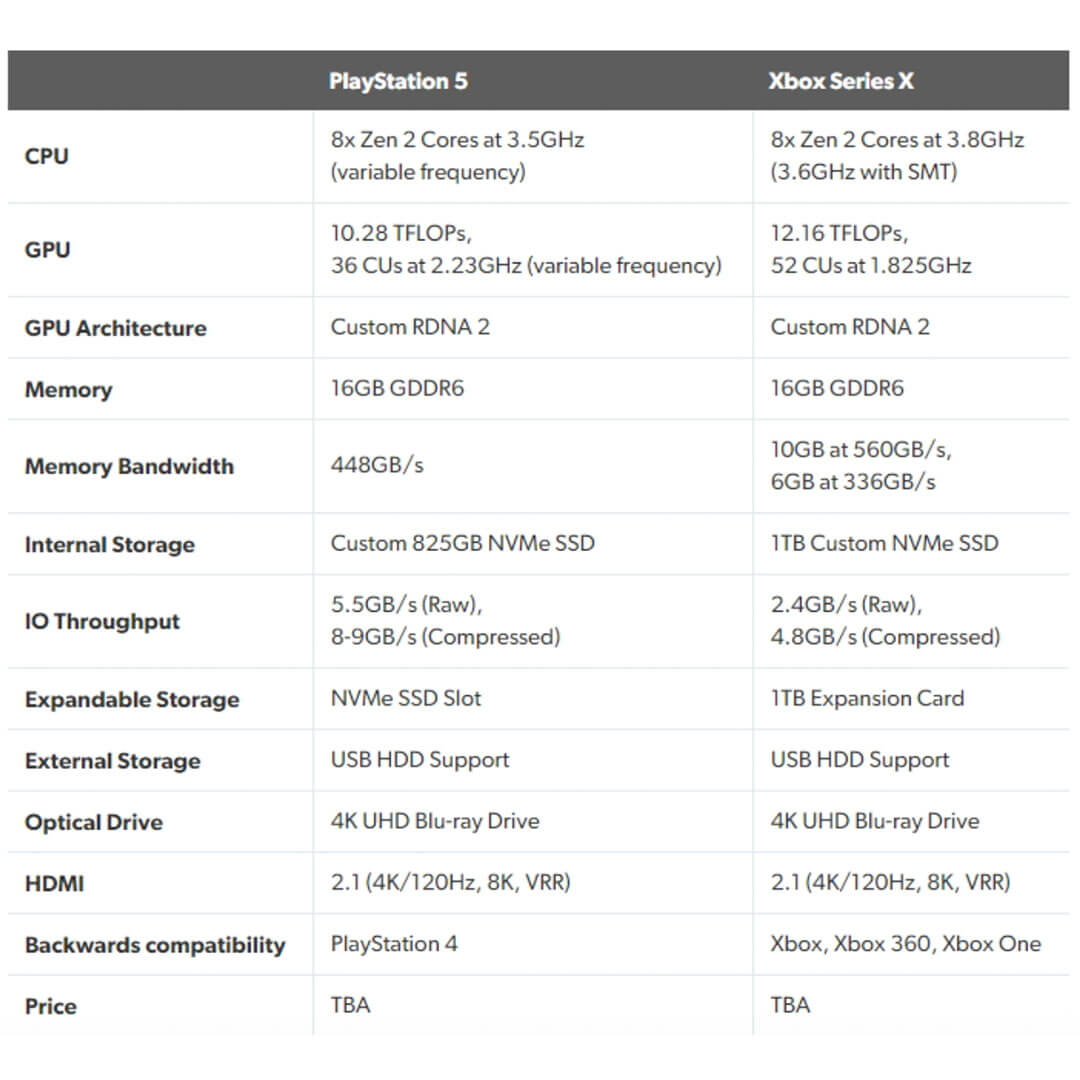 PlayStation 5 Xbox Series X
CPU
8x Zen 2 Cores at 3.5GHz
(variable frequency)
8x Zen 2 Cores at 3.8GHz
(3.6GHz with SMT)
GPU
10.28 TFLOPs,
36 CUs at 2.23GHz (variable frequency)
12.16 TFLOPs,
52 CUs at 1.825GHz
GPU Architecture Custom RDNA 2 Custom RDNA 2
Memory 16GB GDDR6 16GB GDDR6
Memory Bandwidth 448GB/s
10GB at 560GB/s,
6GB at 336GB/s
Internal Storage Custom 825GB NVMe SSD 1TB Custom NVMe SSD
IO Throughput
5.5GB/s (Raw),
8-9GB/s (Compressed)
2.4GB/s (Raw),
4.8GB/s (Compressed)
Expandable Storage NVMe SSD Slot 1TB Expansion Card
External Storage USB HDD Support USB HDD Support
Optical Drive 4K UHD Blu-ray Drive 4K UHD Blu-ray Drive
HDMI 2.1 (4K/120Hz, 8K, VRR) 2.1 (4K/120Hz, 8K, VRR)
Backwards compatibility PlayStation 4 Xbox, Xbox 360, Xbox One
Price TBA TBA